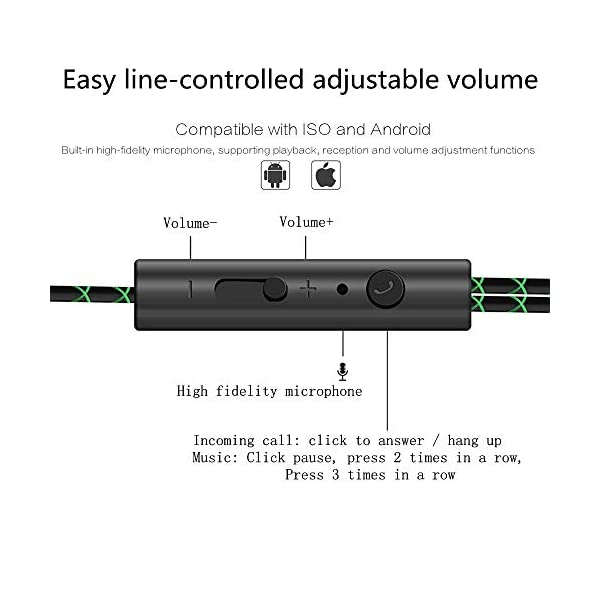 Easy line-controlled adjustable volume
Compatible with ISO and Android
Built-in high-fidelity microphone, supporting playback, reception and volume adjustment functions
Volume-
Volume+
High fidelity microphone
Incoming call: click to answer / hang up
Music: Click pause, press 2 times in a row,
Press 3 times in a row